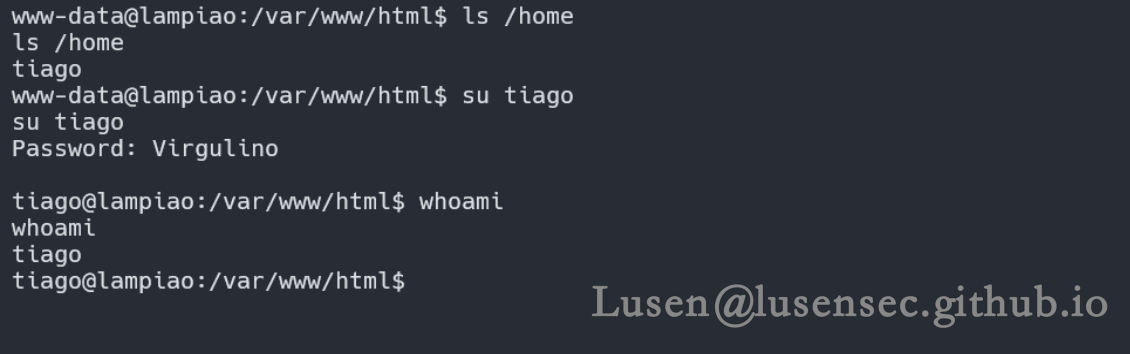 www-data@lampiao:/var/www/html$ ls /home
ls /home
tiago
www-data@lampiao:/var/www/html$ su tiago
su tiago
Password: Virgulino
tiago@lampiao:/var/www/html$ whoami
whoami
tiago
tiago@lampiao:/var/www/html$
Lusen@lusensec.github.io